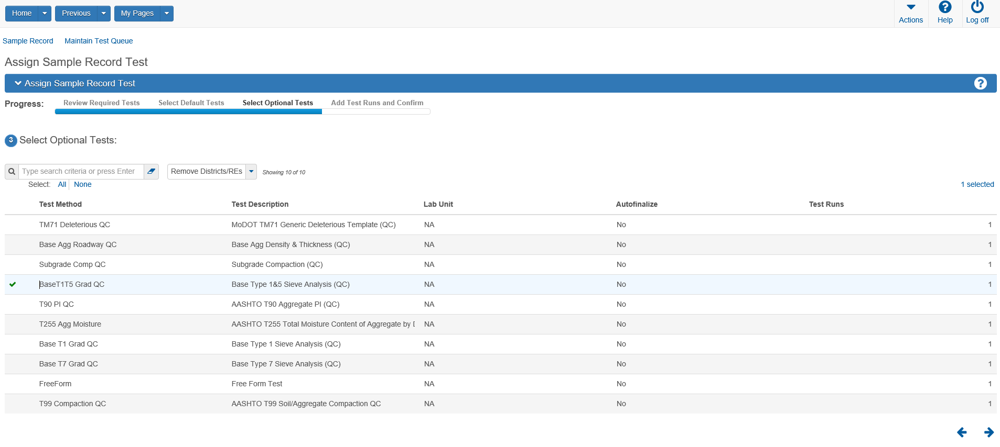 Home Previous My Pages Actions Help Log off
Sample Record Maintain Test Queue
Assign Sample Record Test
Assign Sample Record Test ?
Progress: Review Required Tests Select Default Tests Select Optional Tests Add Test Runs and Confirm
3 Select Optional Tests:
Type search criteria or press Enter Remove Districts/REs Showing 10 of 10
Select: All None 1 selected
Test Method Test Description Lab Unit Autofinalize Test Runs
TM71 Deleterious QC MoDOT TM71 Generic Deleterious Template (QC) NA No 1
Base Agg Roadway QC Base Agg Density & Thickness (QC) NA No 1
Subgrade Comp QC Subgrade Compaction (QC) NA No 1
BaseT1T5 Grad QC Base Type 1&5 Sieve Analysis (QC) NA No 1
T90 PI QC AASHTO T90 Aggregate PI (QC) NA No 1
T255 Agg Moisture AASHTO T255 Total Moisture Content of Aggregate by NA No 1
Base T1 Grad QC Base Type 1 Sieve Analysis (QC) NA No 1
Base T7 Grad QC Base Type 7 Sieve Analysis (QC) NA No 1
FreeForm Free Form Test NA No 1
T99 Compaction QC AASHTO T99 Soil/Aggregate Compaction QC NA No 1